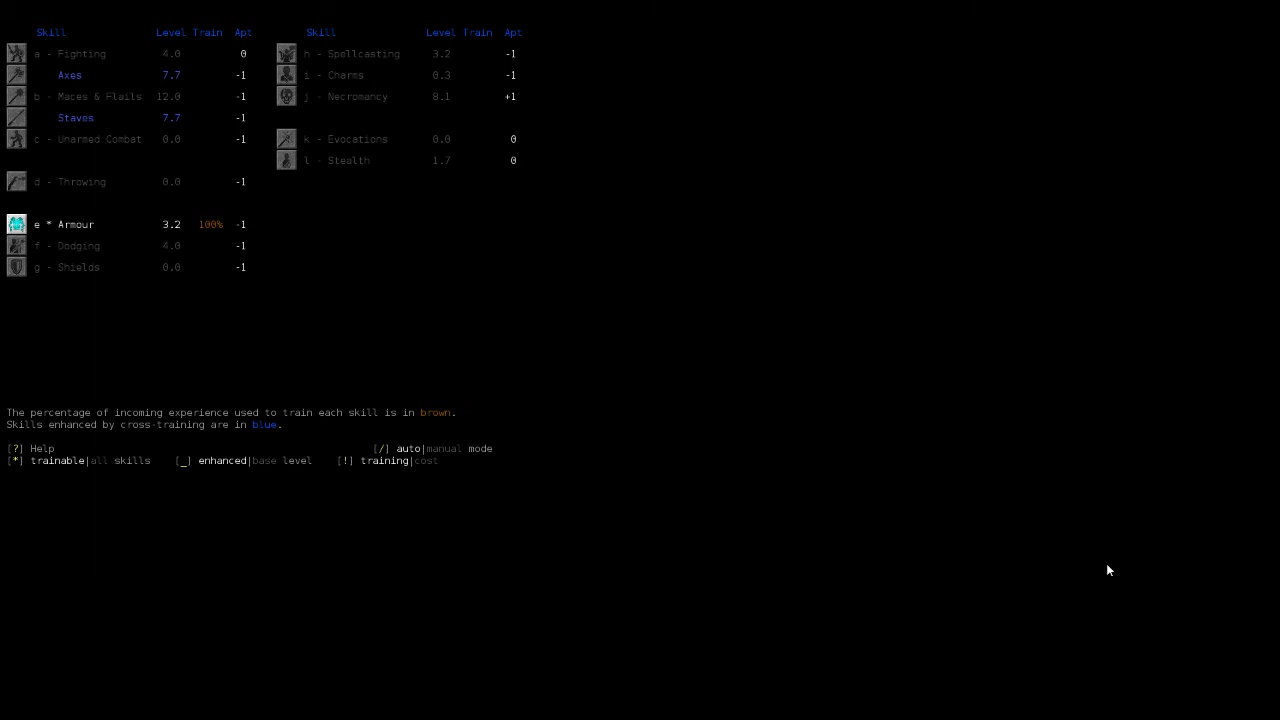 Skill Level Train Apt Skill Level Train Apt
a - Fighting 4.0 0 h - Spellcasting 3.2 -1
Axes 7.7 -1 i - Charms 0.3 -1
b - Maces & Flails 12.0 -1 j - Necromancy 8.1 +1
Staves 7.7 -1
c - Unarmed Combat 0.0 -1 k - Evocations 0.0 0
l - Stealth 1.7 0
d - Throwing 0.0 -1
e * Armour 3.2 100% -1
f - Dodging 4.0 -1
g - Shields 0.0 -1
The percentage of incoming experience used to train each skill is in brown.
Skills enhanced by cross-training are in blue.
[?] Help [/] auto|manual mode
[*] trainable|all skills [_] enhanced|base level [!] training|cost